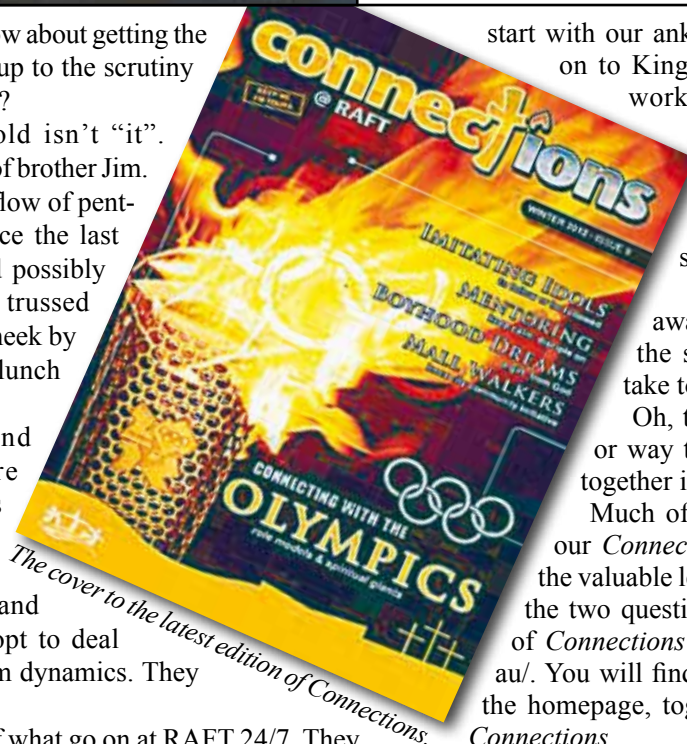 ow about getting the
up to the scrutiny
?
old isn’t “it”.
of brother Jim.
flow of pent-
ce the last
l possibly
trussed
heek by
lunch
nd
re
s
and
opt to deal
m dynamics. They
f what go on at RAFT 24/7. They
connections
@ RAFT
WINTER 2012 - ISSUE
IMITATING IDOLS
MENTORING
BOYHOOD DREAMS
MALL WALKERS
CONNECTING WITH THE
OLYMPICS
role models & spiritual giants
The cover to the latest edition of Connections.
start with our ank
on to King
work
s
awa
the s
take to
Oh, t
or way t
together i
Much of
our Connec
the valuable le
the two questi
of Connections
au/. You will find
the homepage, tog
Connections